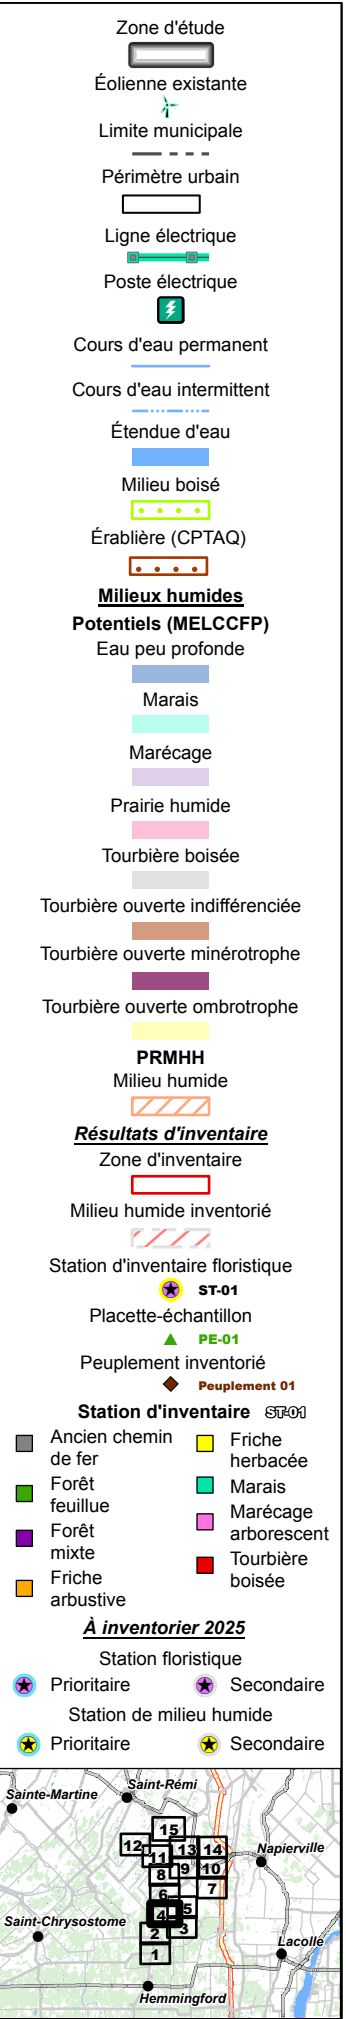 Zone d'étude
Éolienne existante
Limite municipale
Périmètre urbain
Ligne électrique
Poste électrique
Cours d'eau permanent
Cours d'eau intermittent
Étendue d'eau
Milieu boisé
Érablière (CPTAQ)
Milieux humides
Potentiels (MELCCFP)
Eau peu profonde
Marais
Marécage
Prairie humide
Tourbière boisée
Tourbière ouverte indifférenciée
Tourbière ouverte minérotrophe
Tourbière ouverte ombrotrophe
PRMHH
Milieu humide
Résultats d'inventaire
Zone d'inventaire
Milieu humide inventorié
Station d'inventaire floristique
ST-01
Placette-échantillon
PE-01
Peuplement inventorié
Peuplement 01
Station d'inventaire ST-01
Ancien chemin
de fer
Forêt
feuillue
Forêt
mixte
Friche
arbustive
Friche
herbacée
Marais
Marécage
arborescent
Tourbière
boisée
À inventorier 2025
Station floristique
Prioritaire Secondaire
Station de milieu humide
Prioritaire Secondaire
Saint-Rémi
Sainte-Martine
15
12 13 14
11
Napierville
8 9 10
6 7
Saint-Chrysostome
4 5
2 3
Lacolle
1
Hemmingford